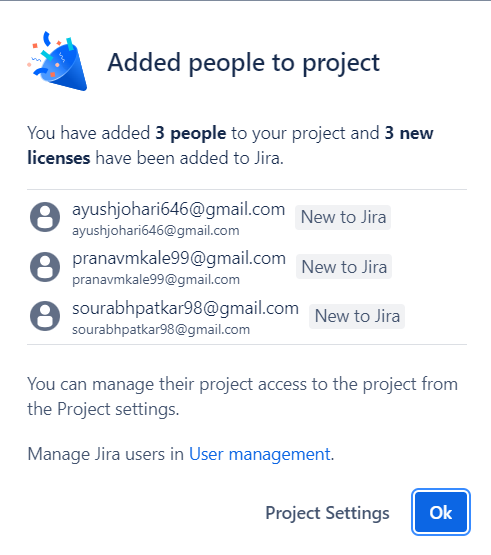 Added people to project
You have added 3 people to your project and 3 new
licenses have been added to Jira.
ayushjohari646@gmail.com New to Jira
ayushjohari646@gmail.com
pranavmkale99@gmail.com New to Jira
pranavmkale99@gmail.com
sourabhpatkar98@gmail.com New to Jira
sourabhpatkar98@gmail.com
You can manage their project access to the project from
the Project settings.
Manage Jira users in User management.
Project Settings Ok